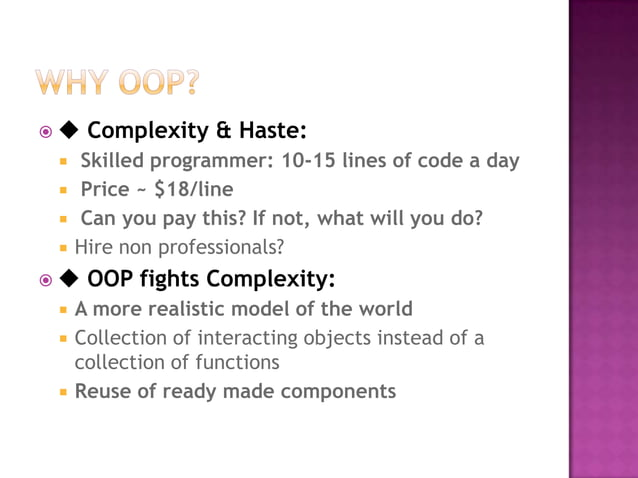 WHY OOP?
◆ Complexity & Haste:
Skilled programmer: 10-15 lines of code a day
Price ~ $18/line
Can you pay this? If not, what will you do?
Hire non professionals?
◆ OOP fights Complexity:
A more realistic model of the world
Collection of interacting objects instead of a
collection of functions
Reuse of ready made components